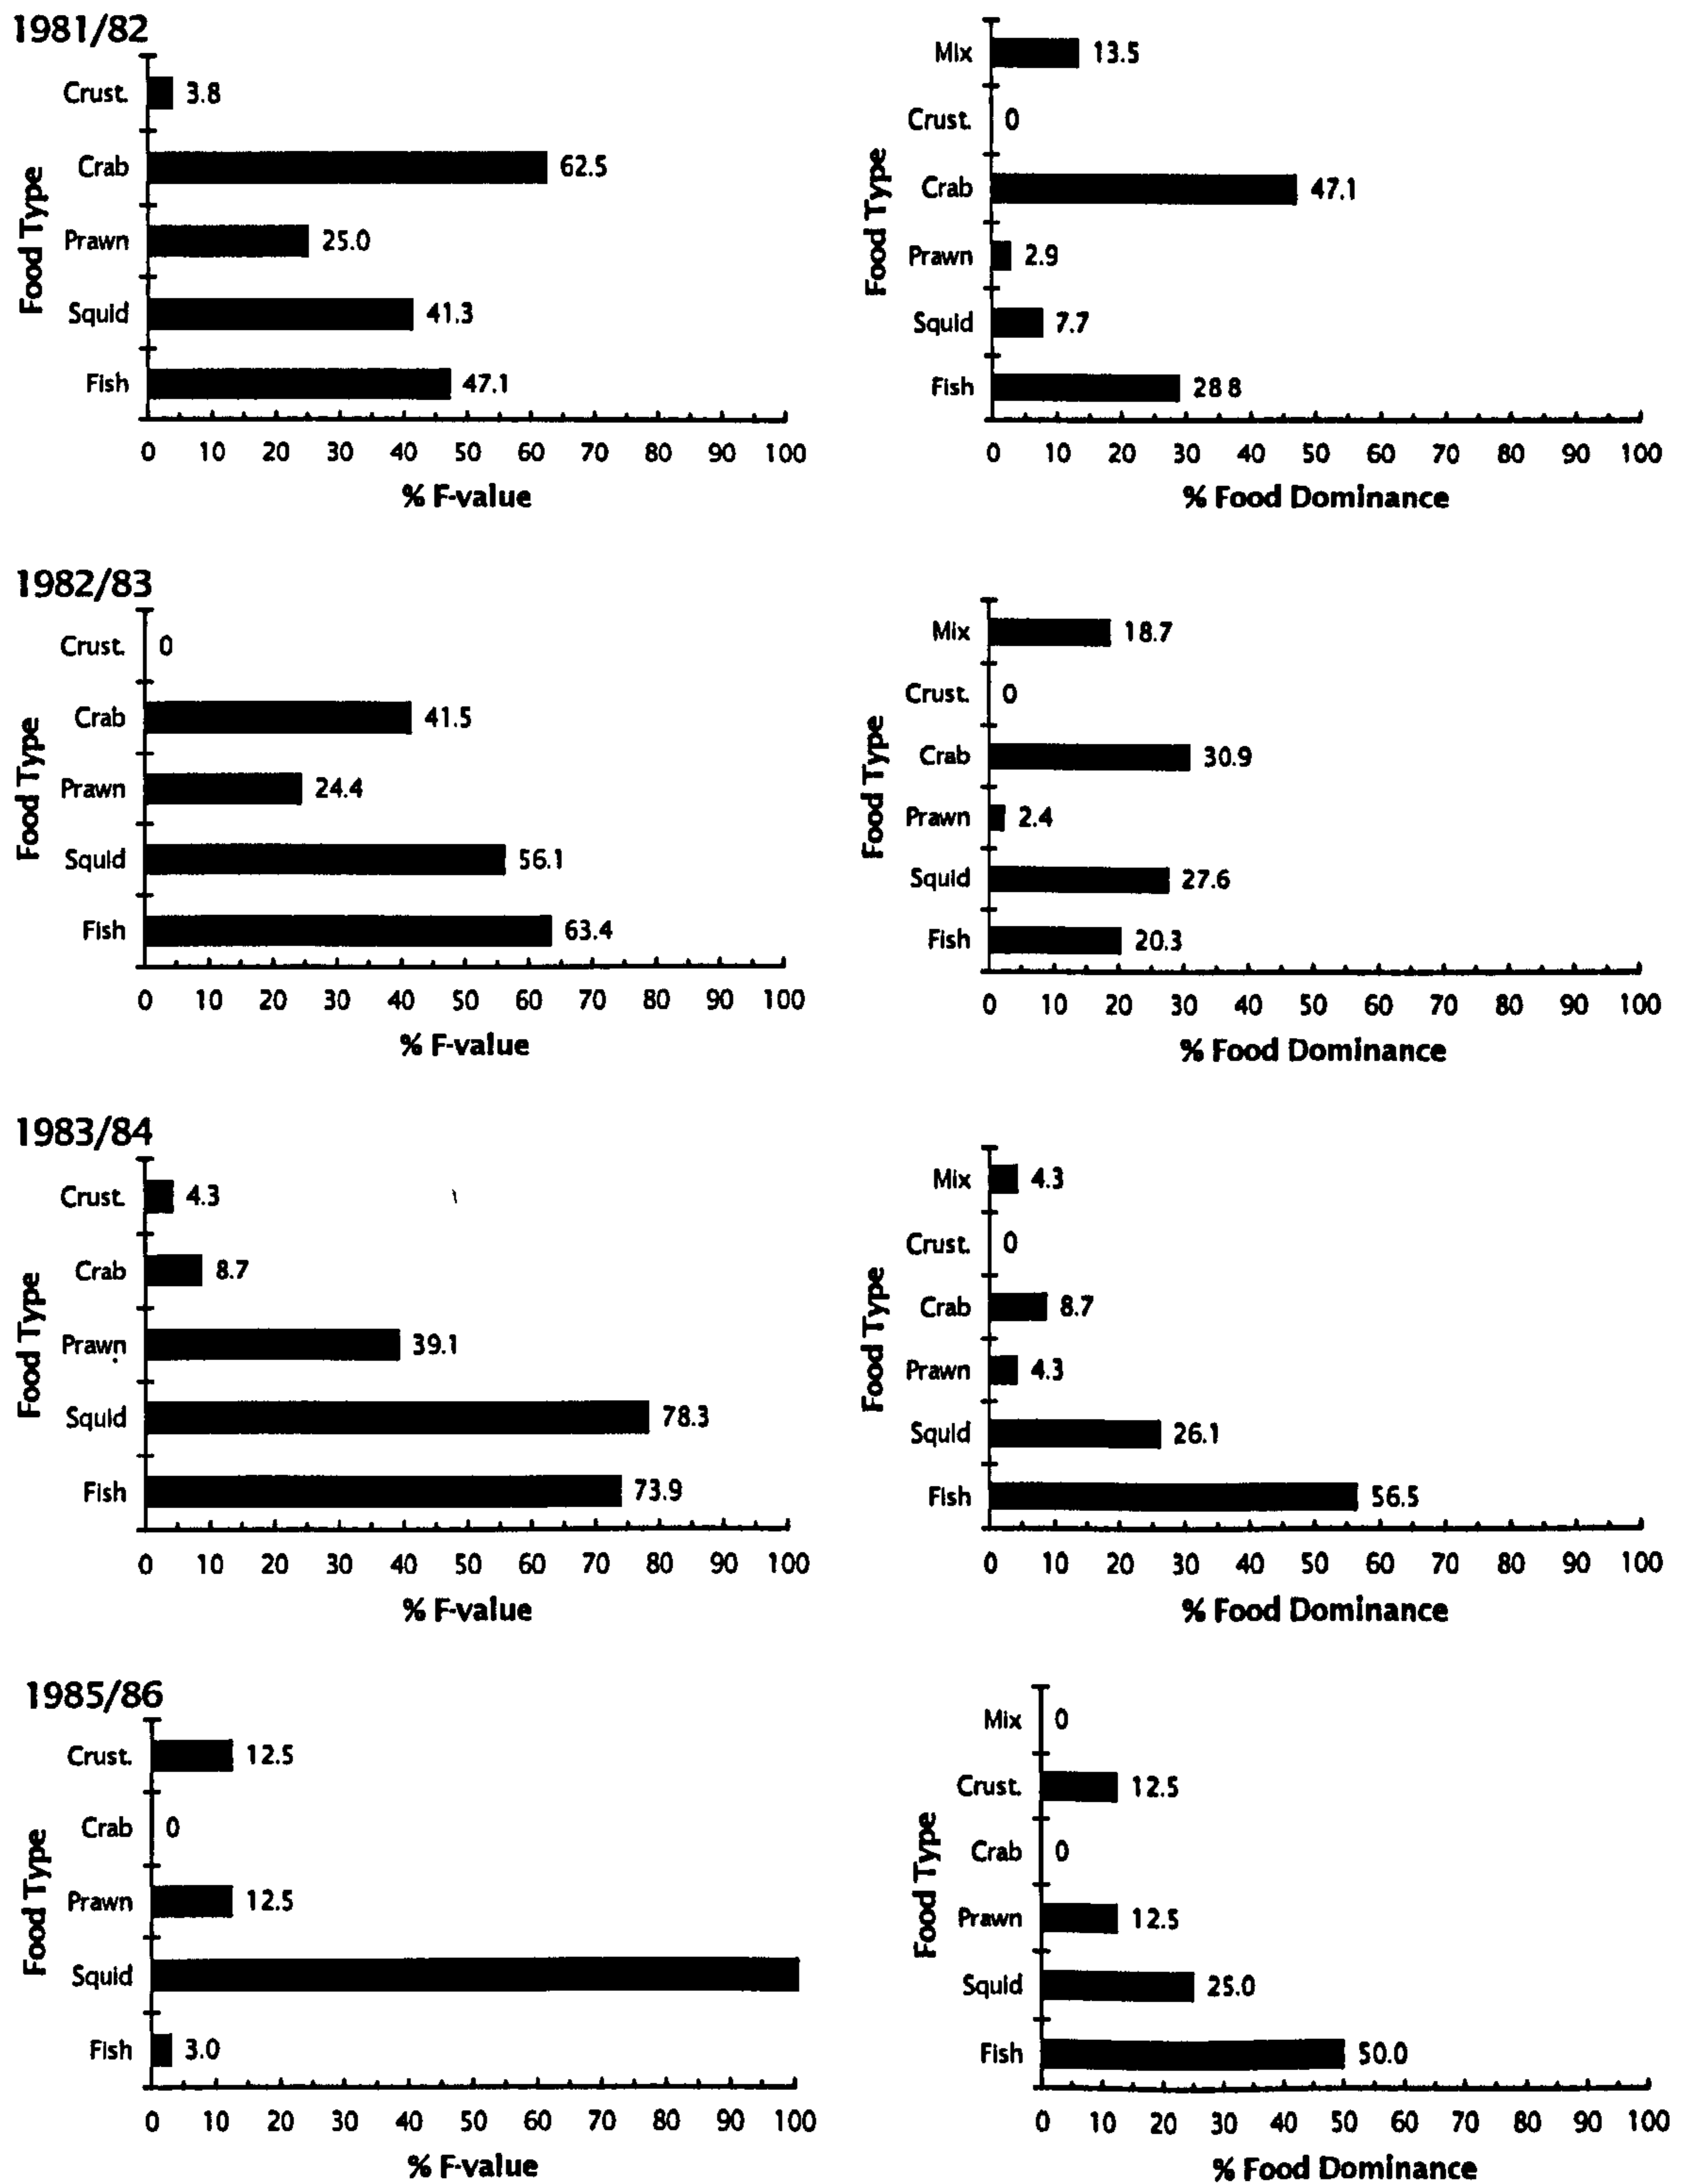 1981/82
Food Type
Crust. 3.8
Crab 62.5
Prawn 25.0
Squid 41.3
Fish 47.1
0 10 20 30 40 50 60 70 80 90 100
% F-value
Food Type
Mix 13.5
Crust. 0
Crab 47.1
Prawn 2.9
Squid 7.7
Fish 28 8
0 10 20 30 40 50 60 70 80 90 100
% Food Dominance
1982/83
Food Type
Crust. 0
Crab 41.5
Prawn 24.4
Squid 56.1
Fish 63.4
0 10 20 30 40 50 60 70 80 90 100
% F-value
Food Type
Mix 18.7
Crust. 0
Crab 30.9
Prawn 2.4
Squid 27.6
Fish 20.3
0 10 20 30 40 50 60 70 80 90 100
% Food Dominance
1983/84
Food Type
Crust. 4.3
Crab 8.7
Prawn 39.1
Squid 78.3
Fish 73.9
0 10 20 30 40 50 60 70 80 90 100
% F-value
Food Type
Mix 4.3
Crust. 0
Crab 8.7
Prawn 4.3
Squid 26.1
Fish 56.5
0 10 20 30 40 50 60 70 80 90 100
% Food Dominance
1985/86
Food Type
Crust. 12.5
Crab 0
Prawn 12.5
Squid
Fish 3.0
0 10 20 30 40 50 60 70 80 90 100
% F-value
Food Type
Mix 0
Crust. 12.5
Crab 0
Prawn 12.5
Squid 25.0
Fish 50.0
0 10 20 30 40 50 60 70 80 90 100
% Food Dominance